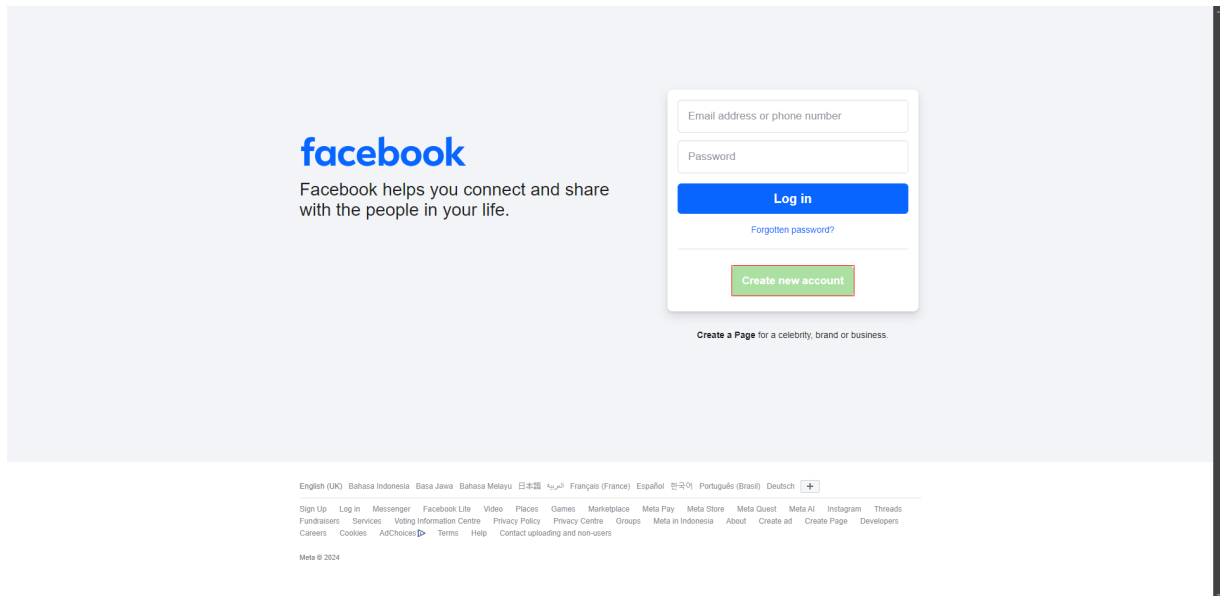 facebook
Facebook helps you connect and share
with the people in your life.
Email address or phone number
Password
Log in
Forgotten password?
Create new account
Create a Page for a celebrity, brand or business.
English (UK) Bahasa Indonesia Basa Jawa Bahasa Melayu 日本語 العربية Français (France) Español 한국어 Português (Brasil) Deutsch +
Sign Up Log in Messenger Facebook Lite Video Places Games Marketplace Meta Pay Meta Store Meta Quest Meta AI Instagram Threads
Fundraisers Services Voting Information Centre Privacy Policy Privacy Centre Groups Meta in Indonesia About Create ad Create Page Developers
Careers Cookies AdChoices Terms Help Contact uploading and non-users
Meta © 2024